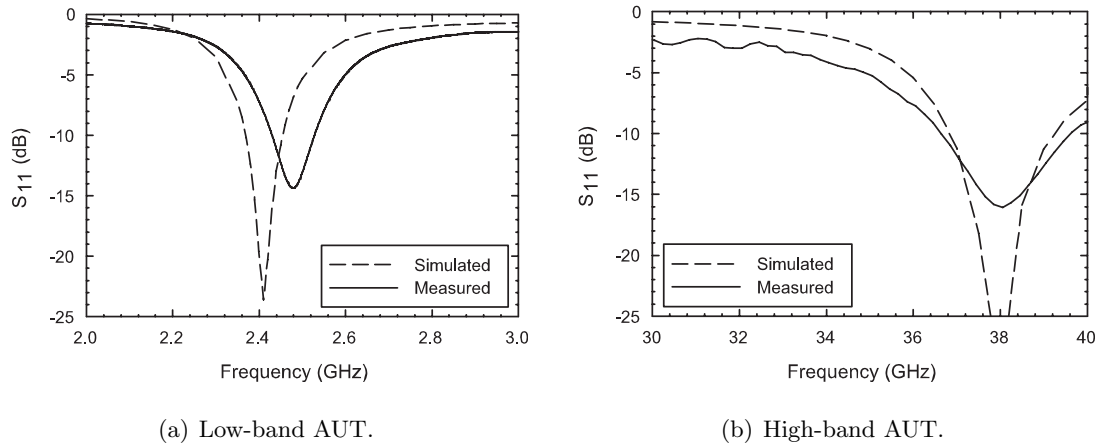 0
-5
-10
-15
-20
-25
S11 (dB)
2.0
2.2
2.4
2.6
2.8
3.0
Frequency (GHz)
Simulated
Measured
(a) Low-band AUT.
0
-5
-10
-15
-20
-25
S11 (dB)
30
32
34
36
38
40
Frequency (GHz)
Simulated
Measured
(b) High-band AUT.